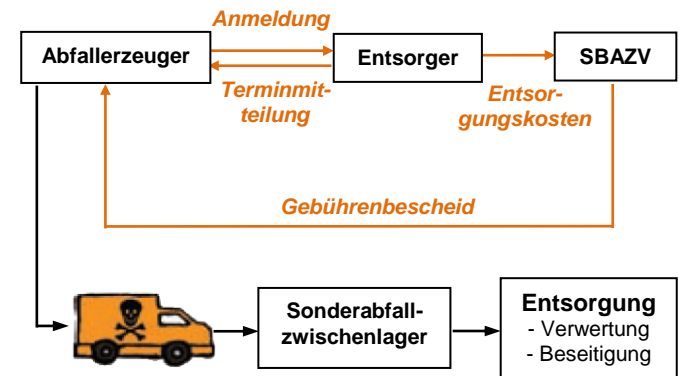 Anmeldung
Abfallerzeuger
Entsorger
SBAZV
Terminmit-
teilung
Entsor-
gungskosten
Gebührenbescheid
Sonderabfall-
zwischenlager
Entsorgung
- Verwertung
- Beseitigung